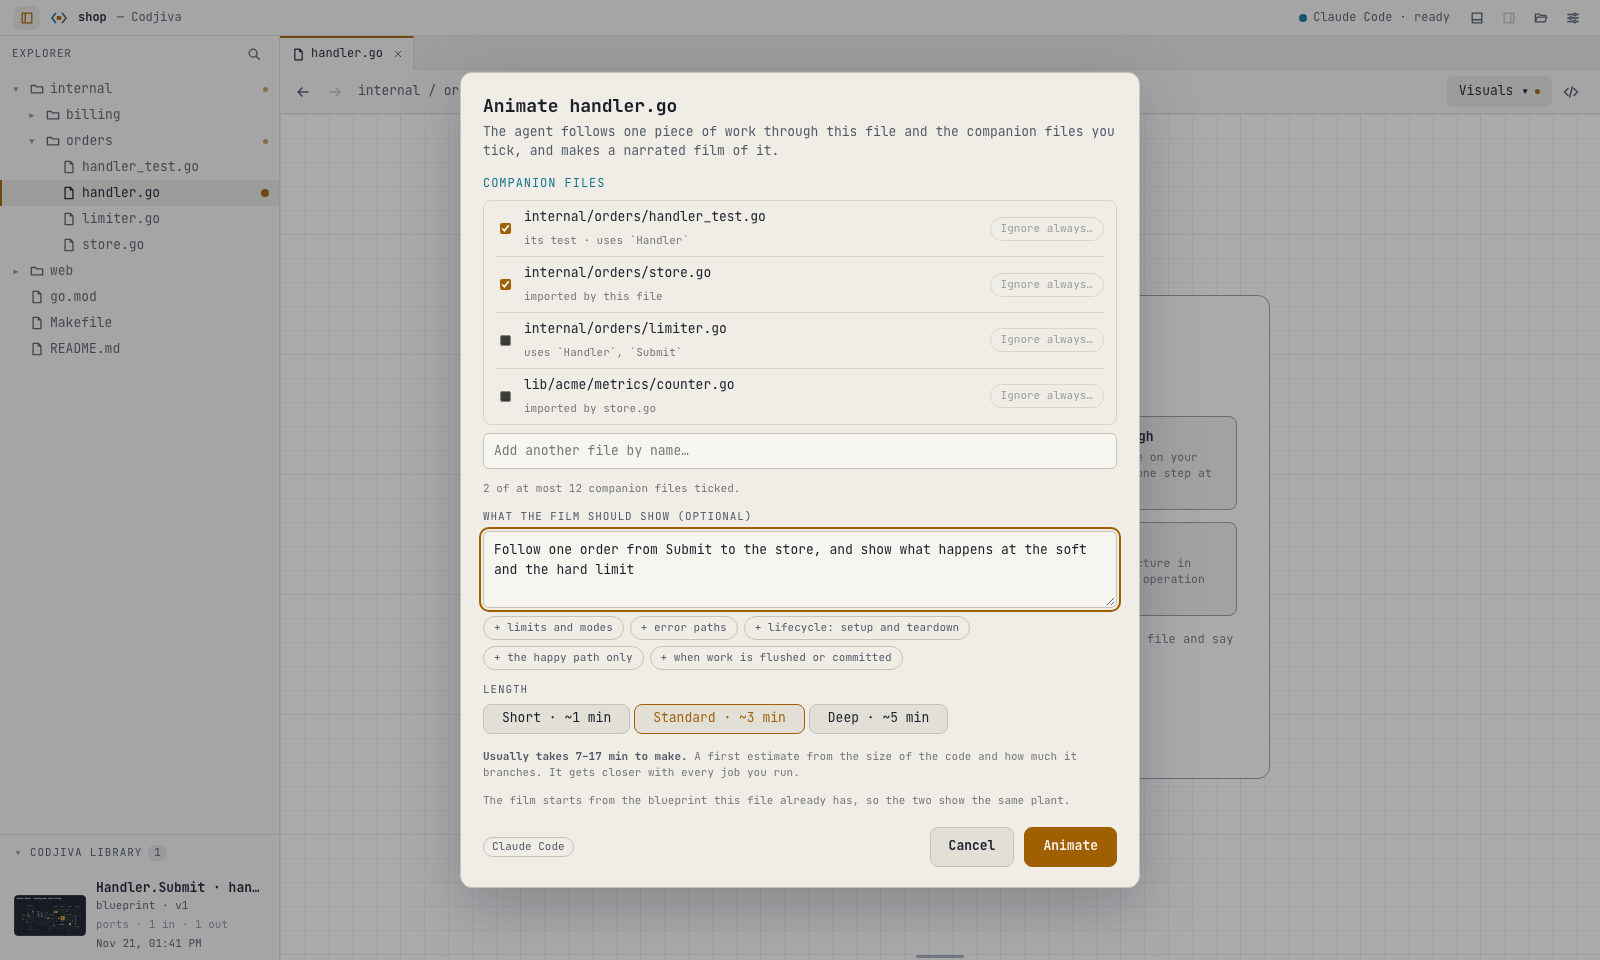 shop — Codjiva
Claude Code · ready
EXPLORER
internal
billing
orders
handler_test.go
handler.go
limiter.go
store.go
web
go.mod
Makefile
README.md
CODJIVA LIBRARY 1
Handler.Submit · han…
blueprint · v1
ports · 1 in · 1 out
Nov 21, 01:41 PM
handler.go ×
internal / or
Visuals
Animate handler.go
The agent follows one piece of work through this file and the companion files you
tick, and makes a narrated film of it.
COMPANION FILES
internal/orders/handler_test.go
its test · uses `Handler`
Ignore always…
internal/orders/store.go
imported by this file
Ignore always…
internal/orders/limiter.go
uses `Handler`, `Submit`
Ignore always…
lib/acme/metrics/counter.go
imported by store.go
Ignore always…
Add another file by name…
2 of at most 12 companion files ticked.
WHAT THE FILM SHOULD SHOW (OPTIONAL)
Follow one order from Submit to the store, and show what happens at the soft
and the hard limit
+ limits and modes + error paths + lifecycle: setup and teardown
+ the happy path only + when work is flushed or committed
LENGTH
Short · ~1 min Standard · ~3 min Deep · ~5 min
Usually takes 7–17 min to make. A first estimate from the size of the code and how much it
branches. It gets closer with every job you run.
The film starts from the blueprint this file already has, so the two show the same plant.
Claude Code
Cancel
Animate
gh
e on your
one step at
cture in
operation
file and say